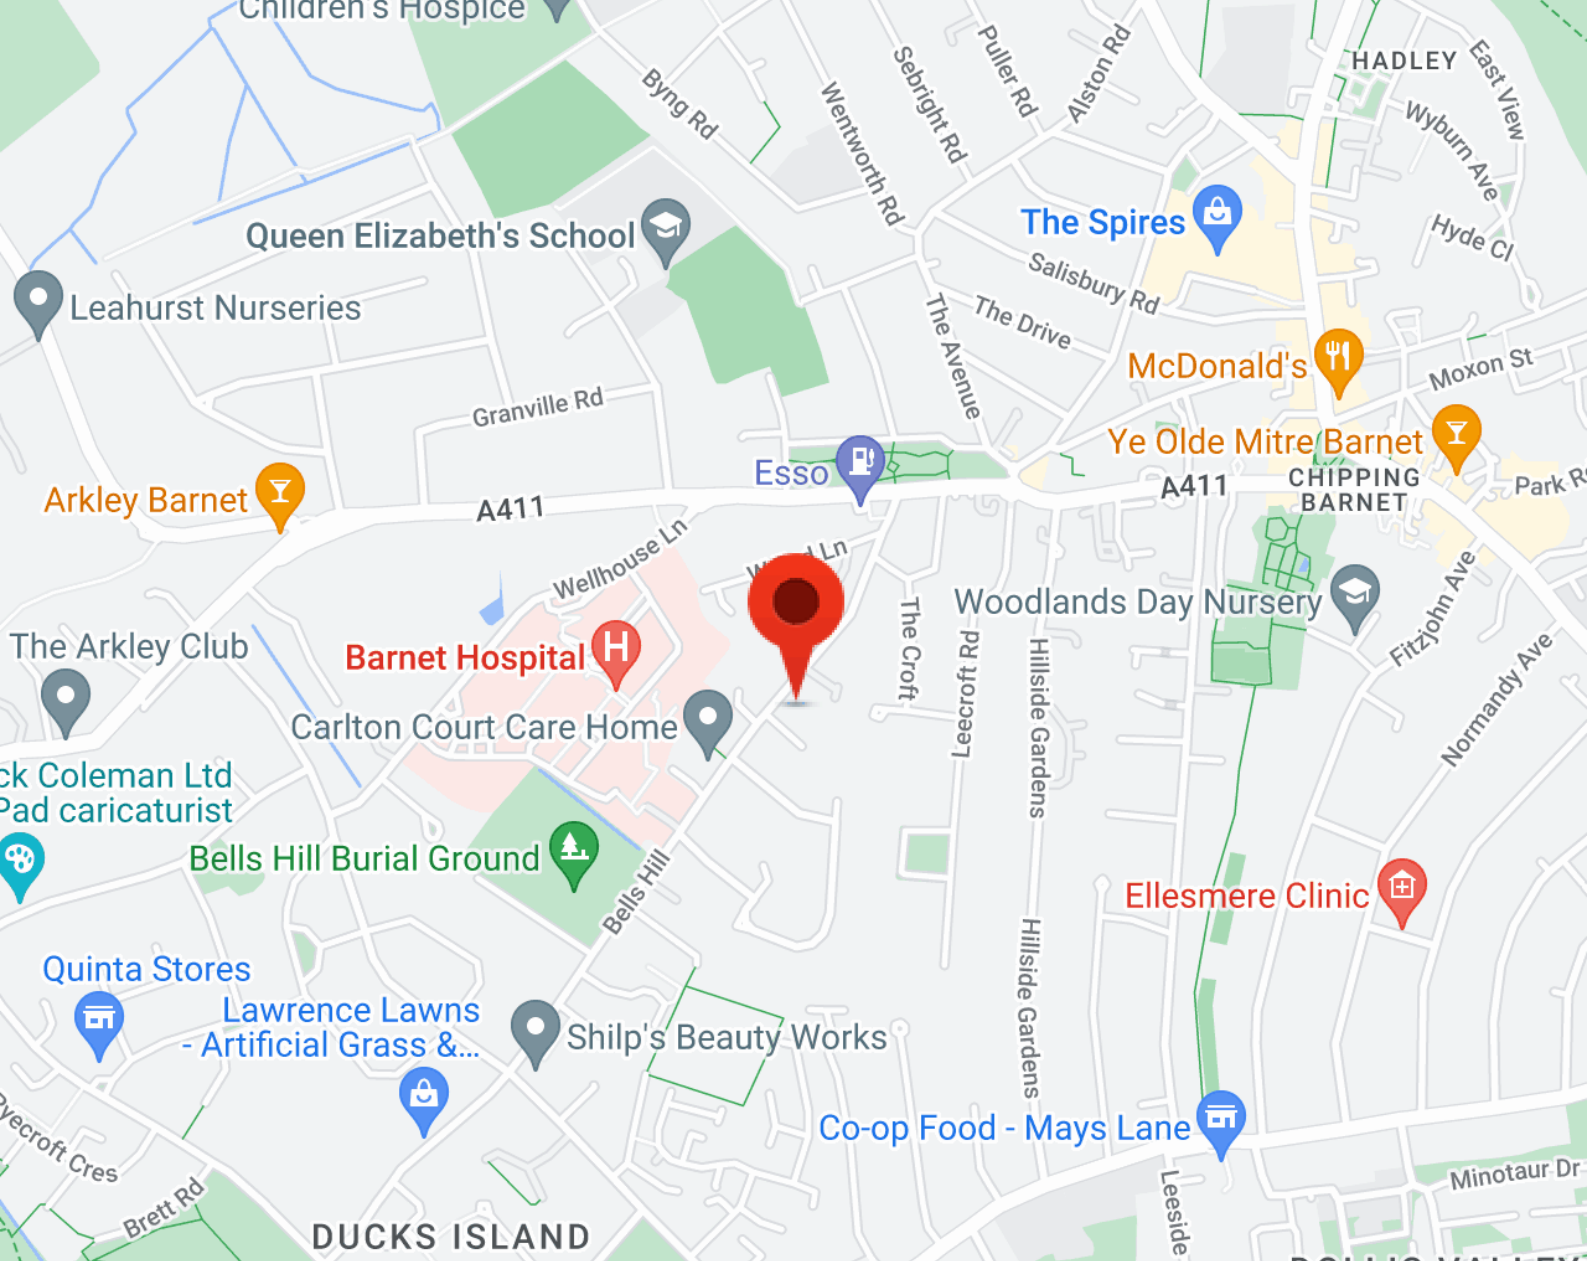 Children's Hospice
HADLEY
East View
Puller Rd
Alston Rd
Sebright Rd
Byng Rd
Wentworth Rd
Wyburn Ave
Queen Elizabeth's School
The Spires
Hyde Cl
Salisbury Rd
Leahurst Nurseries
The Drive
The Avenue
McDonald's
Moxon St
Granville Rd
Ye Olde Mitre Barnet
Esso
Arkley Barnet
A411
A411
CHIPPING
BARNET
Park
Wellhouse Ln
Ln
Woodlands Day Nursery
Fitzjohn Ave
The Croft
Leecroft Rd
Hillside Gardens
Normandy Ave
The Arkley Club
Barnet Hospital
Carlton Court Care Home
ck Coleman Ltd
Pad caricaturist
Bells Hill Burial Ground
Bells Hill
Ellesmere Clinic
Quinta Stores
Lawrence Lawns
- Artificial Grass &...
Shilp's Beauty Works
Hillside Gardens
Co-op Food - Mays Lane
Ryecroft Cres
Brett Rd
Leeside
Minotaur Dr
DUCKS ISLAND